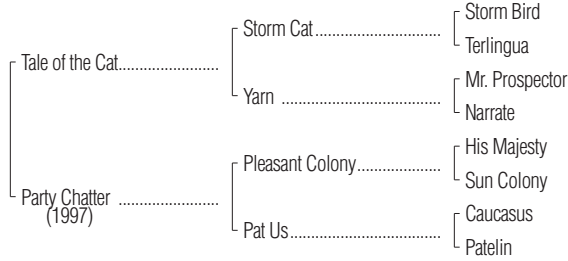 Storm Bird
Storm Cat
Terlingua
Tale of the Cat
Mr. Prospector
Yarn
Narrate
His Majesty
Pleasant Colony
Sun Colony
Party Chatter
(1997)
Caucasus
Pat Us
Patelin